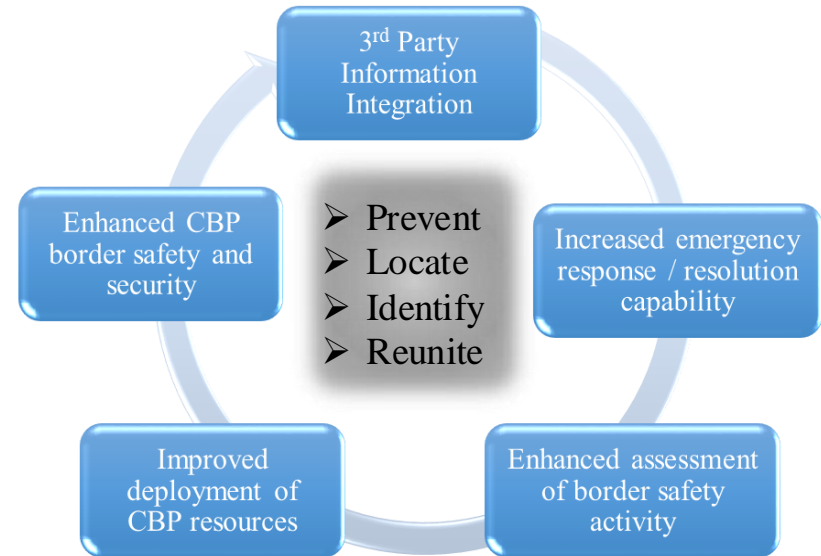 3rd Party
Information
Integration
Increased emergency
response / resolution
capability
Enhanced assessment
of border safety
activity
Improved
deployment of
CBP resources
Enhanced CBP
border safety and
security
➢ Prevent
➢ Locate
➢ Identify
➢ Reunite